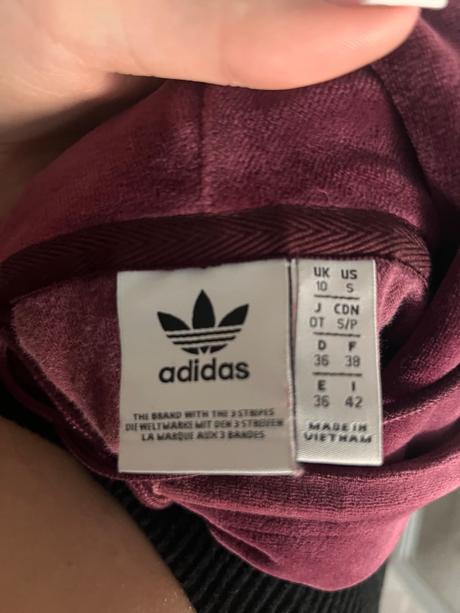 adidas
THE BRAND WITH THE 3 STRIPES
DIE WELTMARKE MIT DEN 3 STREIFEN
LA MARQUE AUX 3 BANDES
UK US
10 S
J CDN
OT S/P
D F
36 38
E I
36 42
MADE IN
VIETNAM